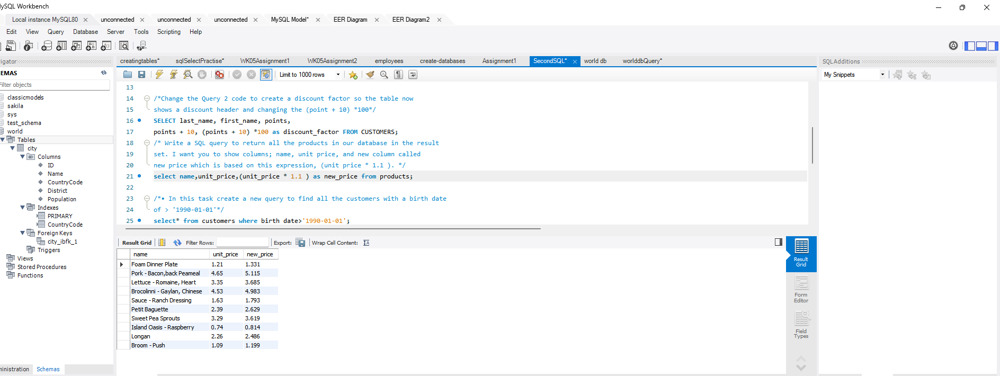 MySQL Workbench
Local instance MySQL80 unconnected unconnected unconnected MySQL Model* EER Diagram EER Diagram2
Edit View Query Database Server Tools Scripting Help
igator
creatingtables* sqlSelectPractise* WK05Assignment1 WK05Assignment2 employees create-databases Assignment1 SecondSQL* world db worlddbQuery*
SQLAdditions
EMAS
Filter objects
Limit to 1000 rows
My Snippets
classicmodels
sakila
sys
test_schema
world
Tables
city
Columns
ID
Name
CountryCode
District
Population
Indexes
PRIMARY
CountryCode
Foreign Keys
city_ibfk_1
Triggers
Views
Stored Procedures
Functions
ministration Schemas
13
14 /*Change the Query 2 code to create a discount factor so the table now
15 shows a discount header and changing the (point + 10) *100*/
16 SELECT last_name, first_name, points,
17 points + 10, (points + 10) *100 as discount_factor FROM CUSTOMERS;
18 /* Write a SQL query to return all the products in our database in the result
19 set. I want you to show columns; name, unit price, and new column called
20 new price which is based on this expression, (unit price * 1.1 ). */
21 select name,unit_price,(unit_price * 1.1 ) as new_price from products;
22
23 /*• In this task create a new query to find all the customers with a birth date
24 of > '1990-01-01'*/
25 select* from customers where birth date>'1990-01-01';
Result Grid Filter Rows: Export: Wrap Cell Content:
name unit_price new_price
Foam Dinner Plate 1.21 1.331
Pork - Bacon,back Peameal 4.65 5.115
Lettuce - Romaine, Heart 3.35 3.685
Brocolinni - Gaylan, Chinese 4.53 4.983
Sauce - Ranch Dressing 1.63 1.793
Petit Baguette 2.39 2.629
Sweet Pea Sprouts 3.29 3.619
Island Oasis - Raspberry 0.74 0.814
Longan 2.26 2.486
Broom - Push 1.09 1.199
Result
Grid
Form
Editor
Field
Types